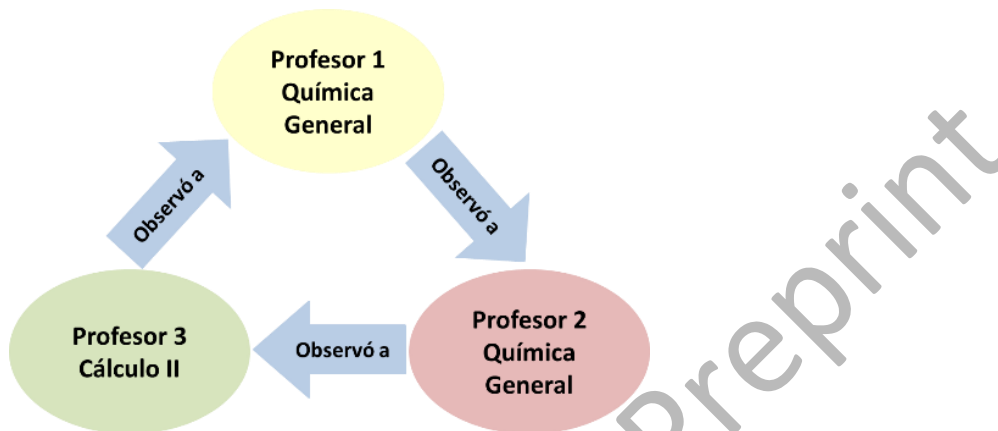 Profesor 1
Química
General
Observó a
Observó a
Profesor 3
Cálculo II
Observó a
Profesor 2
Química
General
Preprint